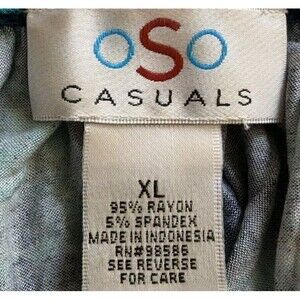 oSo
CASUALS
XL
95% RAYON
5% SPANDEX
MADE IN INDONESIA
RN#98586
SEE REVERSE
FOR CARE